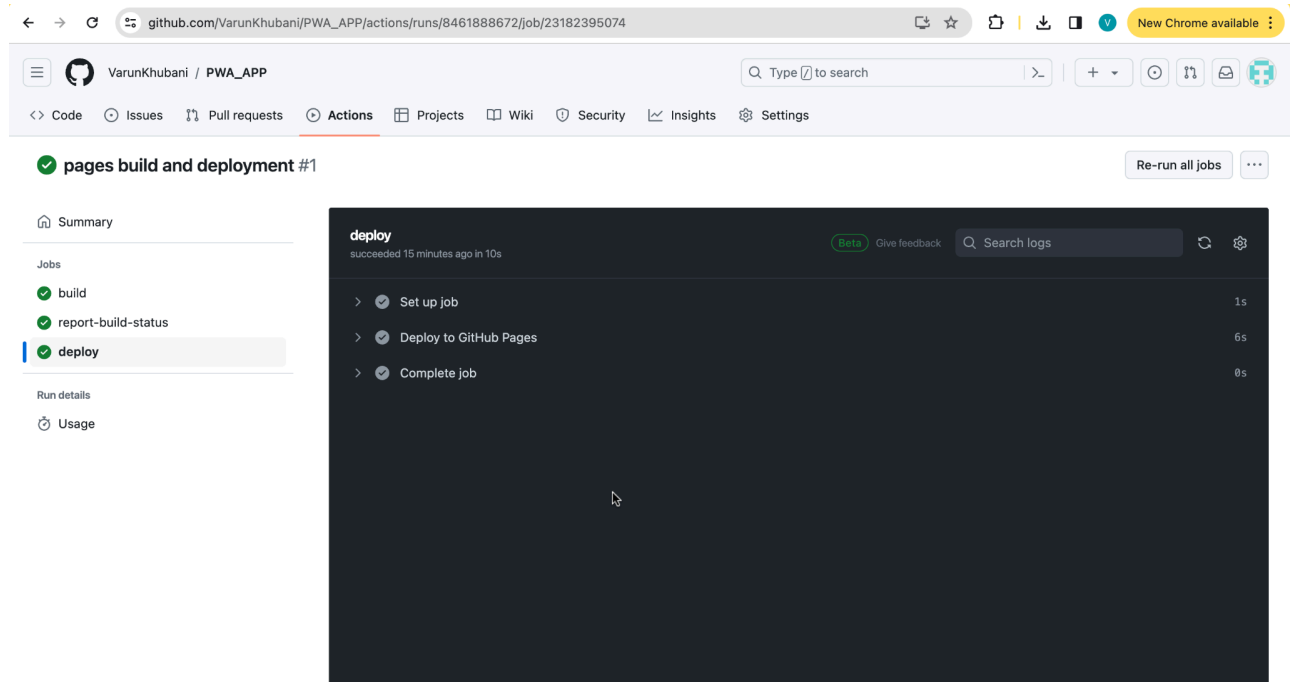 github.com/VarunKhubani/PWA_APP/actions/runs/8461888672/job/23182395074
V
New Chrome available
VarunKhubani / PWA_APP
Type / to search
Code
Issues
Pull requests
Actions
Projects
Wiki
Security
Insights
Settings
pages build and deployment #1
Re-run all jobs
Summary
Jobs
build
report-build-status
deploy
Run details
Usage
deploy
succeeded 15 minutes ago in 10s
Beta
Give feedback
Search logs
Set up job 1s
Deploy to GitHub Pages 6s
Complete job 0s